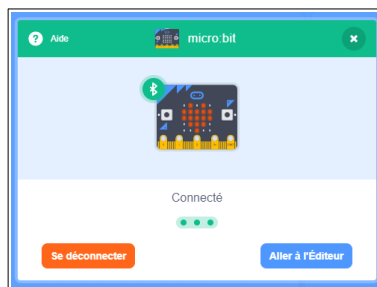 ? Aide
micro:bit
Connecté
Se déconnecter
Aller à l'Éditeur